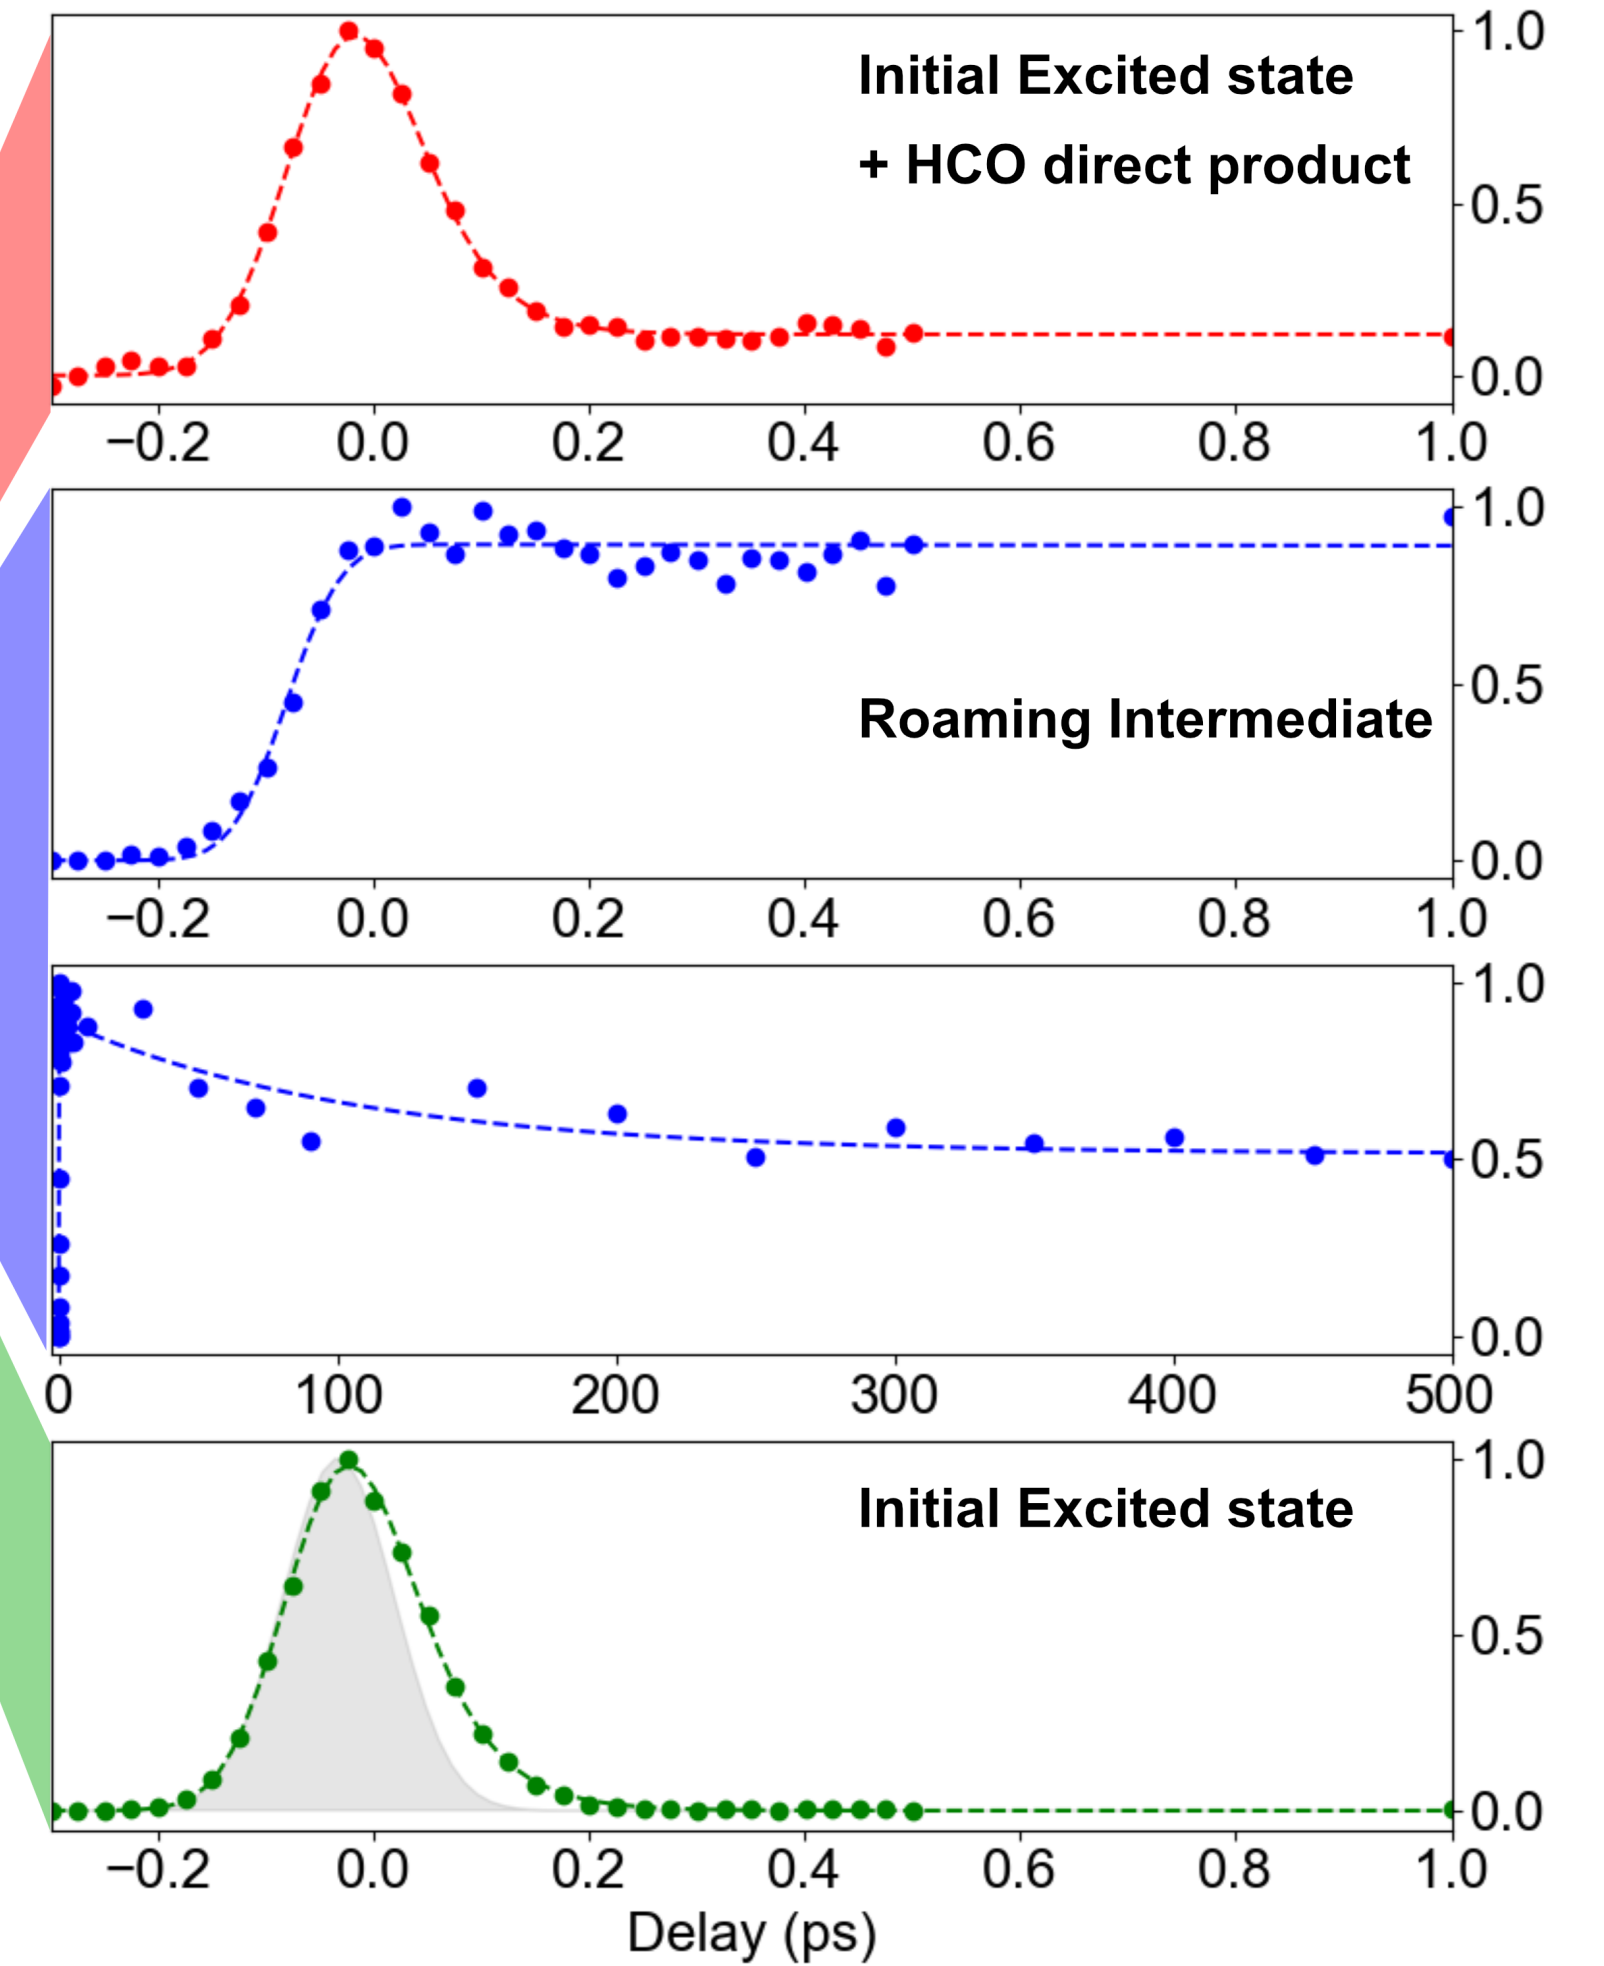 1.0
Initial Excited state
+ HCO direct product
0.5
0.0
−0.2 0.0 0.2 0.4 0.6 0.8 1.0
1.0
0.5
Roaming Intermediate
0.0
−0.2 0.0 0.2 0.4 0.6 0.8 1.0
1.0
0.5
0.0
0 100 200 300 400 500
1.0
Initial Excited state
0.5
0.0
−0.2 0.0 0.2 0.4 0.6 0.8 1.0
Delay (ps)